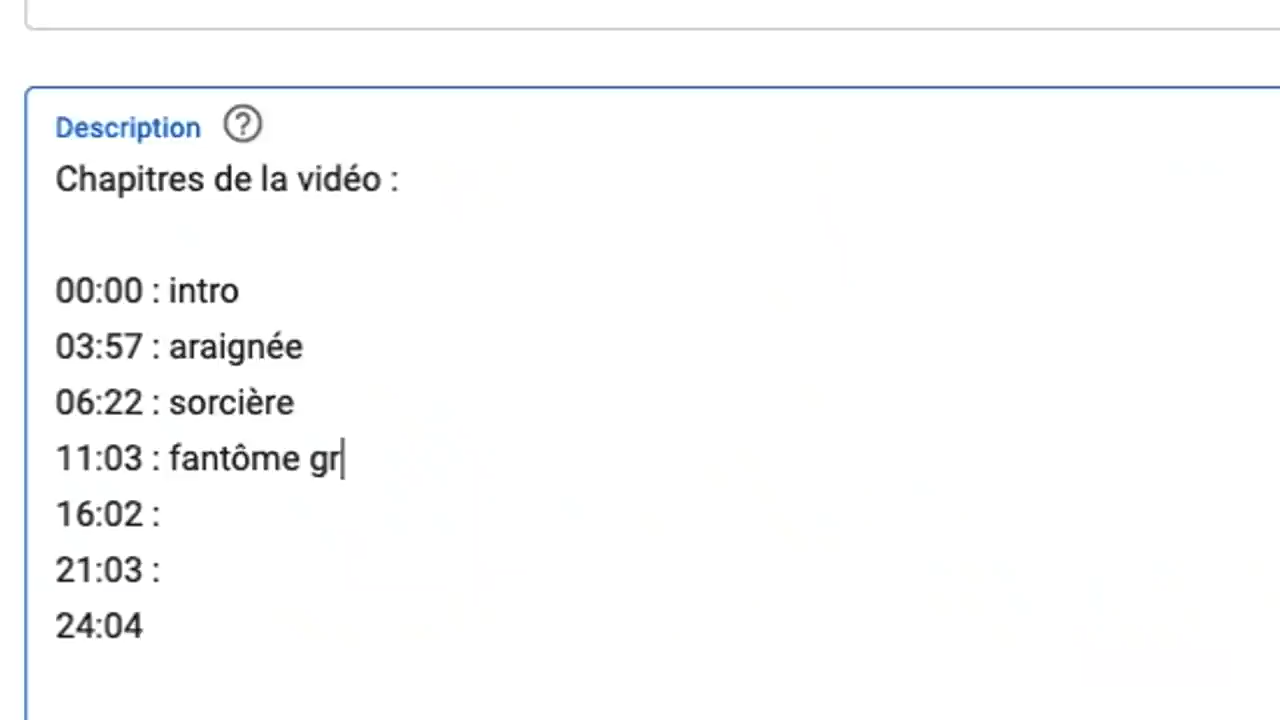 Description ?
Chapitres de la vidéo :
00:00 : intro
03:57 : araignée
06:22 : sorcière
11:03 : fantôme gr
16:02 :
21:03 :
24:04